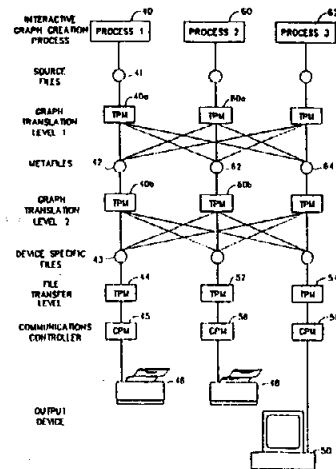 INTERACTIVE
GRAPH CREATION
PROCESS
40
PROCESS 1
60
PROCESS 2
PROCESS 3
SOURCE
FILES
41
GRAPH
TRANSLATION
LEVEL 1
40a
TPM
60a
TPM
TPM
METAFILES
42
62
64
GRAPH
TRANSLATION
LEVEL 2
40b
TPM
60b
TPM
TPM
DEVICE SPECIFIC
FILES
43
FILE
TRANSFER
LEVEL
44
TPM
52
TPM
TPM
COMMUNICATIONS
CONTROLLER
45
CPM
CPM
CPM
46
48
OUTPUT
DEVICE
50